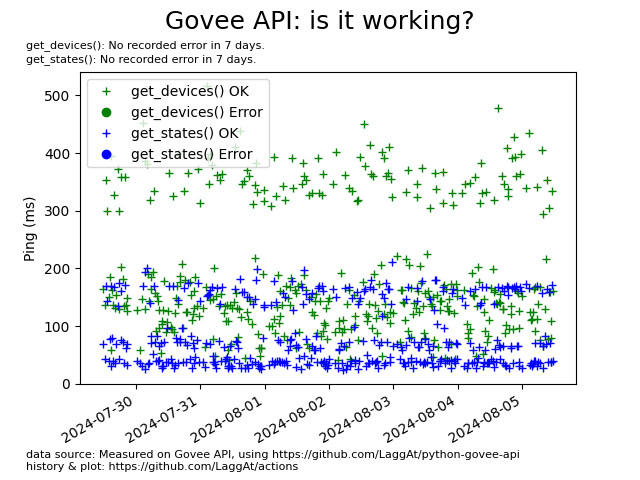 Govee API: is it working?
get_devices(): No recorded error in 7 days.
get_states(): No recorded error in 7 days.
get_devices() OK
get_devices() Error
get_states() OK
get_states() Error
500
400
300
200
100
0
Ping (ms)
2024-07-30
2024-07-31
2024-08-01
2024-08-02
2024-08-03
2024-08-04
2024-08-05
data source: Measured on Govee API, using https://github.com/LaggAt/python-govee-api
history & plot: https://github.com/LaggAt/actions